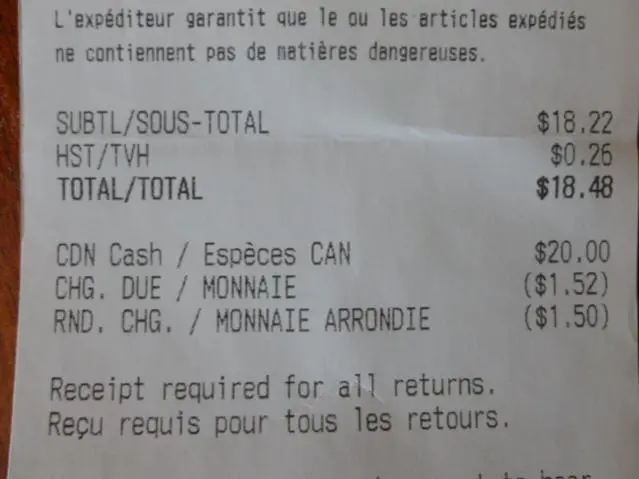 L'expéditeur garantit que le ou les articles expédiés
ne contiennent pas de matières dangereuses.
SUBTL/SOUS-TOTAL $18.22
HST/TVH $0.26
TOTAL/TOTAL $18.48
CDN Cash / Espèces CAN $20.00
CHG. DUE / MONNAIE ($1.52)
RND. CHG. / MONNAIE ARRONDIE ($1.50)
Receipt required for all returns.
Reçu requis pour tous les retours.